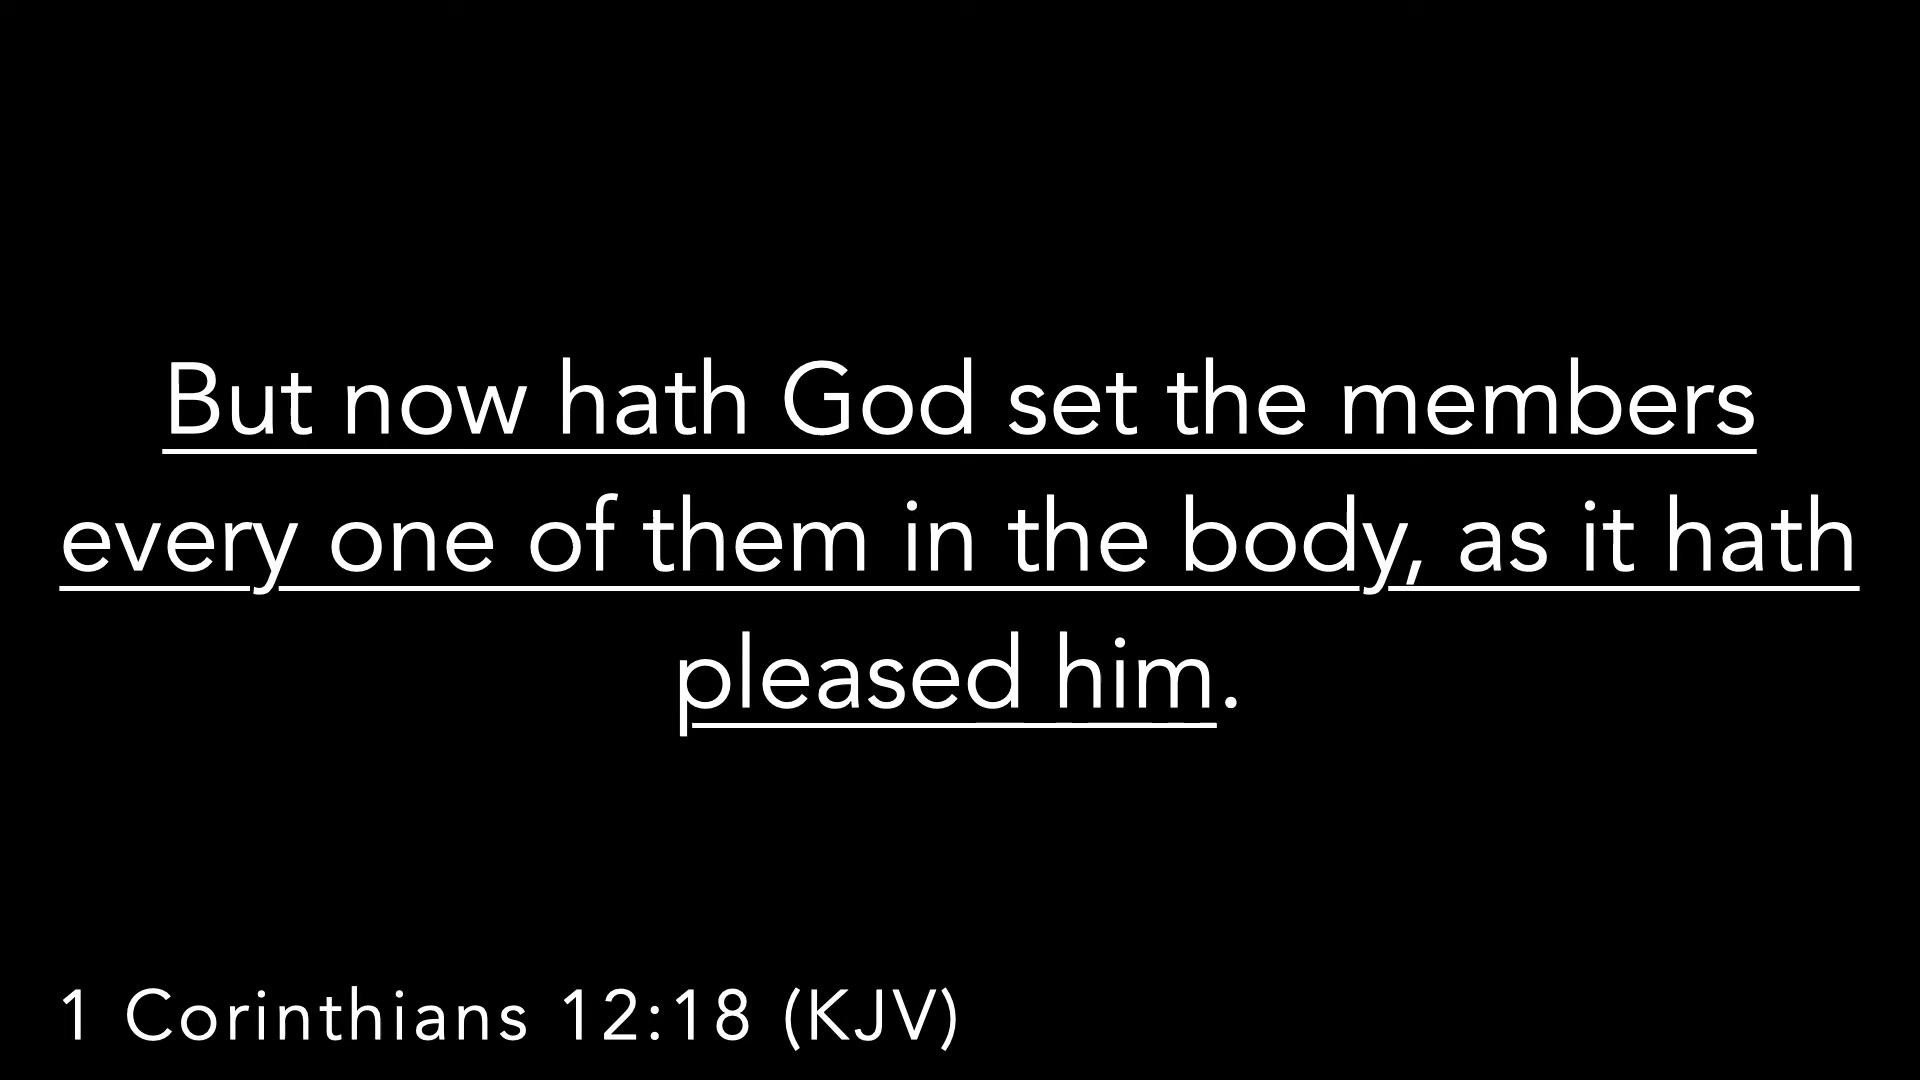 But now hath God set the members
every one of them in the body, as it hath
pleased him.
1 Corinthians 12:18 (KJV)